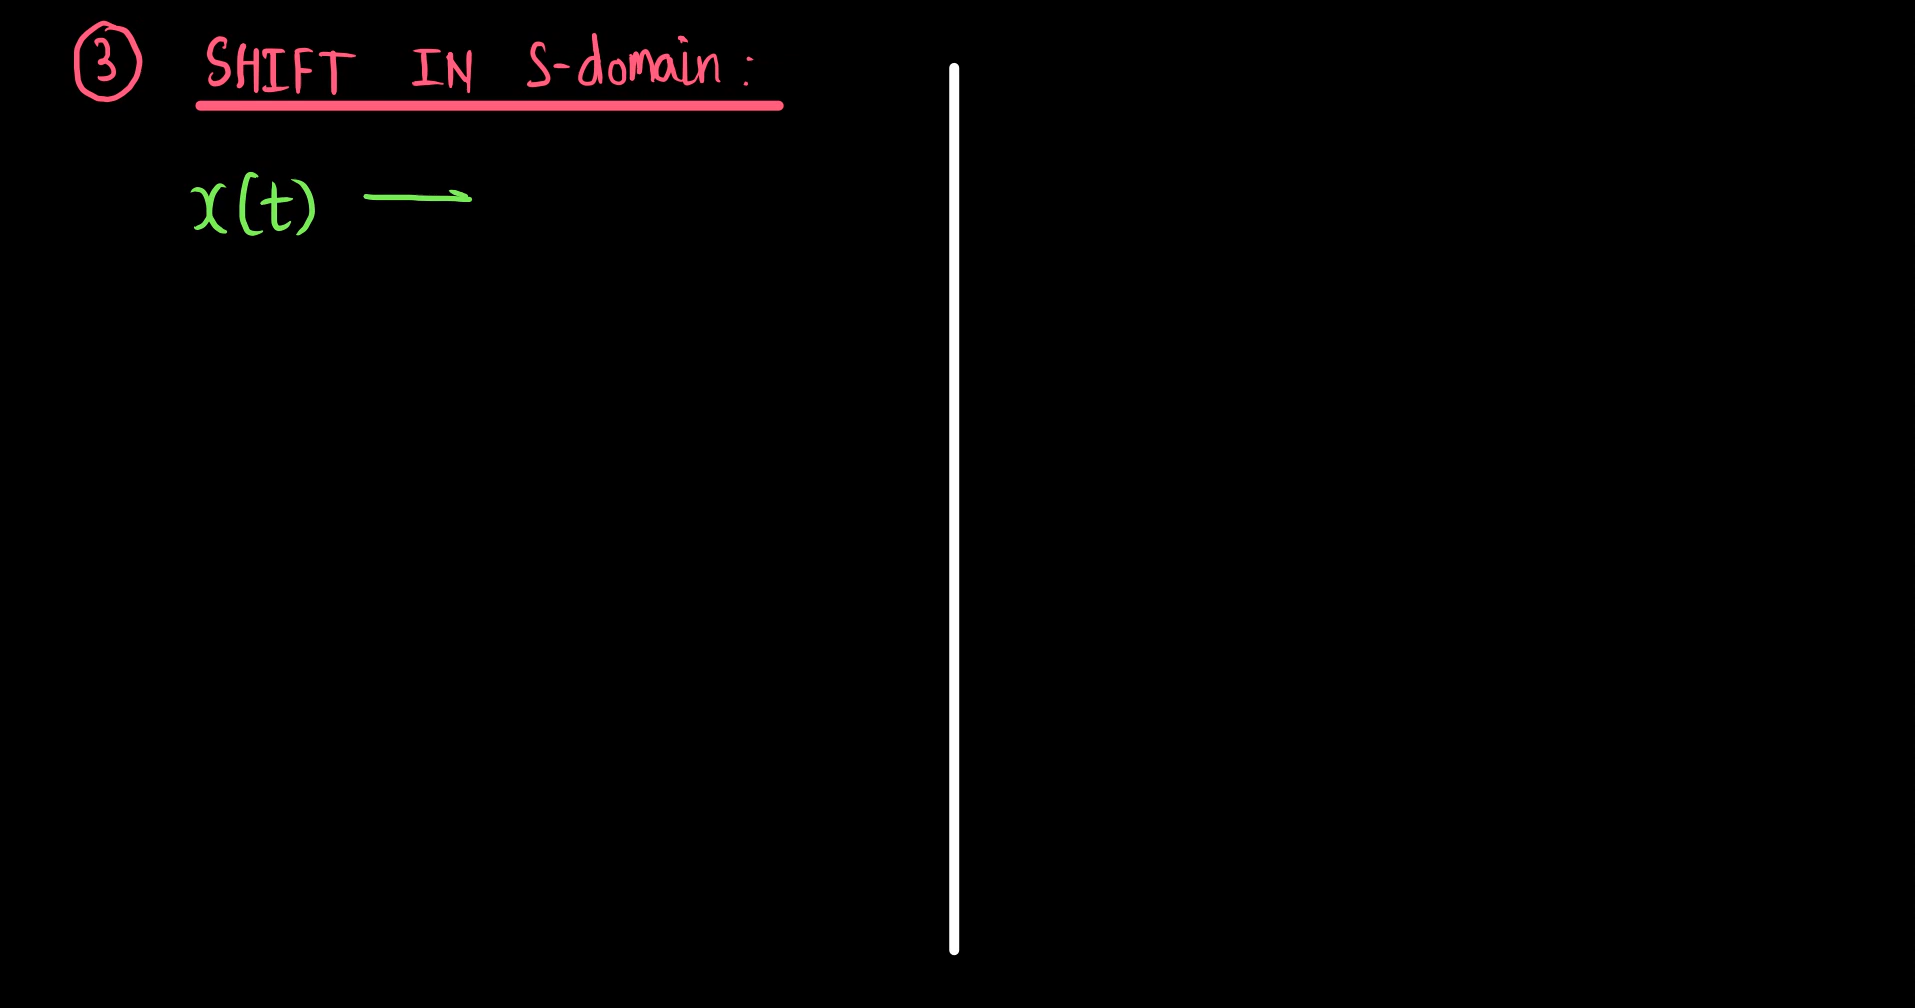 ③ SHIFT IN S-domain :
x(t) →